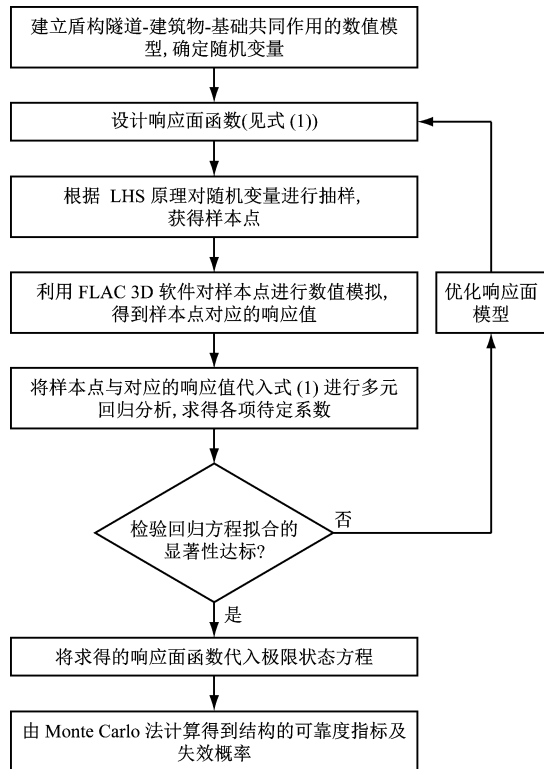 建立盾构隧道-建筑物-基础共同作用的数值模
型,确定随机变量
设计响应面函数(见式 (1))
根据 LHS 原理对随机变量进行抽样,
获得样本点
利用 FLAC 3D 软件对样本点进行数值模拟,
得到样本点对应的响应值
优化响应面
模型
将样本点与对应的响应值代入式 (1) 进行多元
回归分析,求得各项待定系数
检验回归方程拟合的
显著性达标?
否
是
将求得的响应面函数代入极限状态方程
由 Monte Carlo 法计算得到结构的可靠度指标及
失效概率